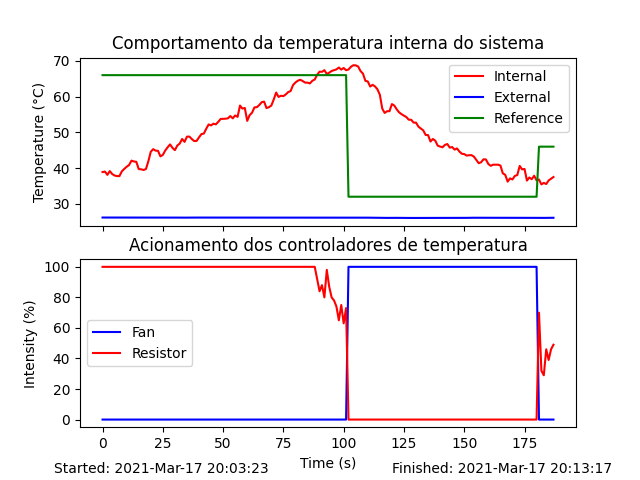 Comportamento da temperatura interna do sistema
70
60
50
40
30
Temperature (°C)
Internal
External
Reference
Acionamento dos controladores de temperatura
100
80
60
40
20
0
Intensity (%)
Fan
Resistor
0 25 50 75 100 125 150 175
Time (s)
Started: 2021-Mar-17 20:03:23 Finished: 2021-Mar-17 20:13:17